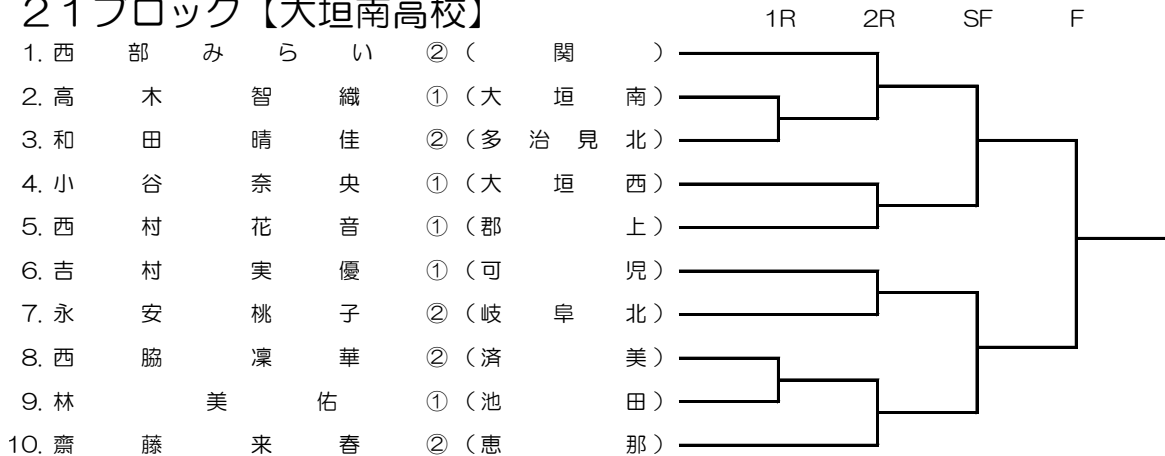 21ブロック【大垣南高校】
1R 2R SF F
1. 西部みらい ② (関)
2. 高木智織 ① (大垣南)
3. 和田晴佳 ② (多治見北)
4. 小谷奈央 ① (大垣西)
5. 西村花音 ① (郡上)
6. 吉村実優 ① (可児)
7. 永安桃子 ② (岐阜北)
8. 西脇凜華 ② (済美)
9. 林美佑 ① (池田)
10. 齋藤来春 ② (恵那)